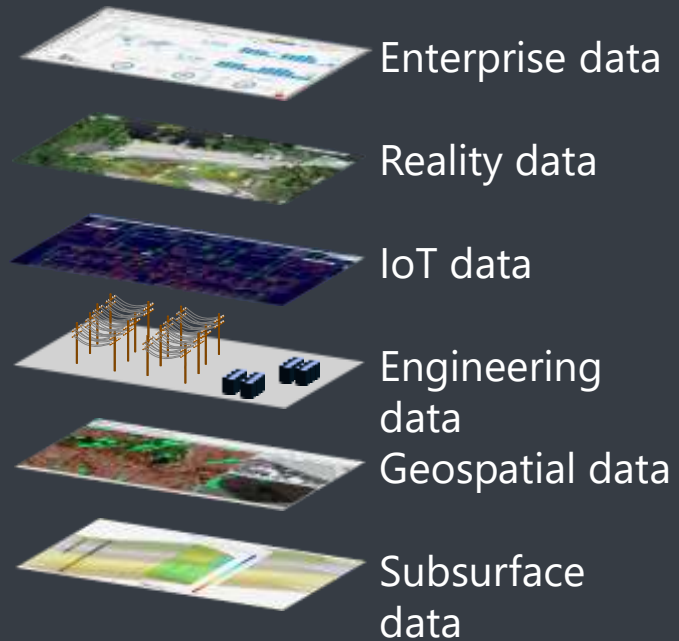 Enterprise data
Reality data
IoT data
Engineering
data
Geospatial data
Subsurface
data